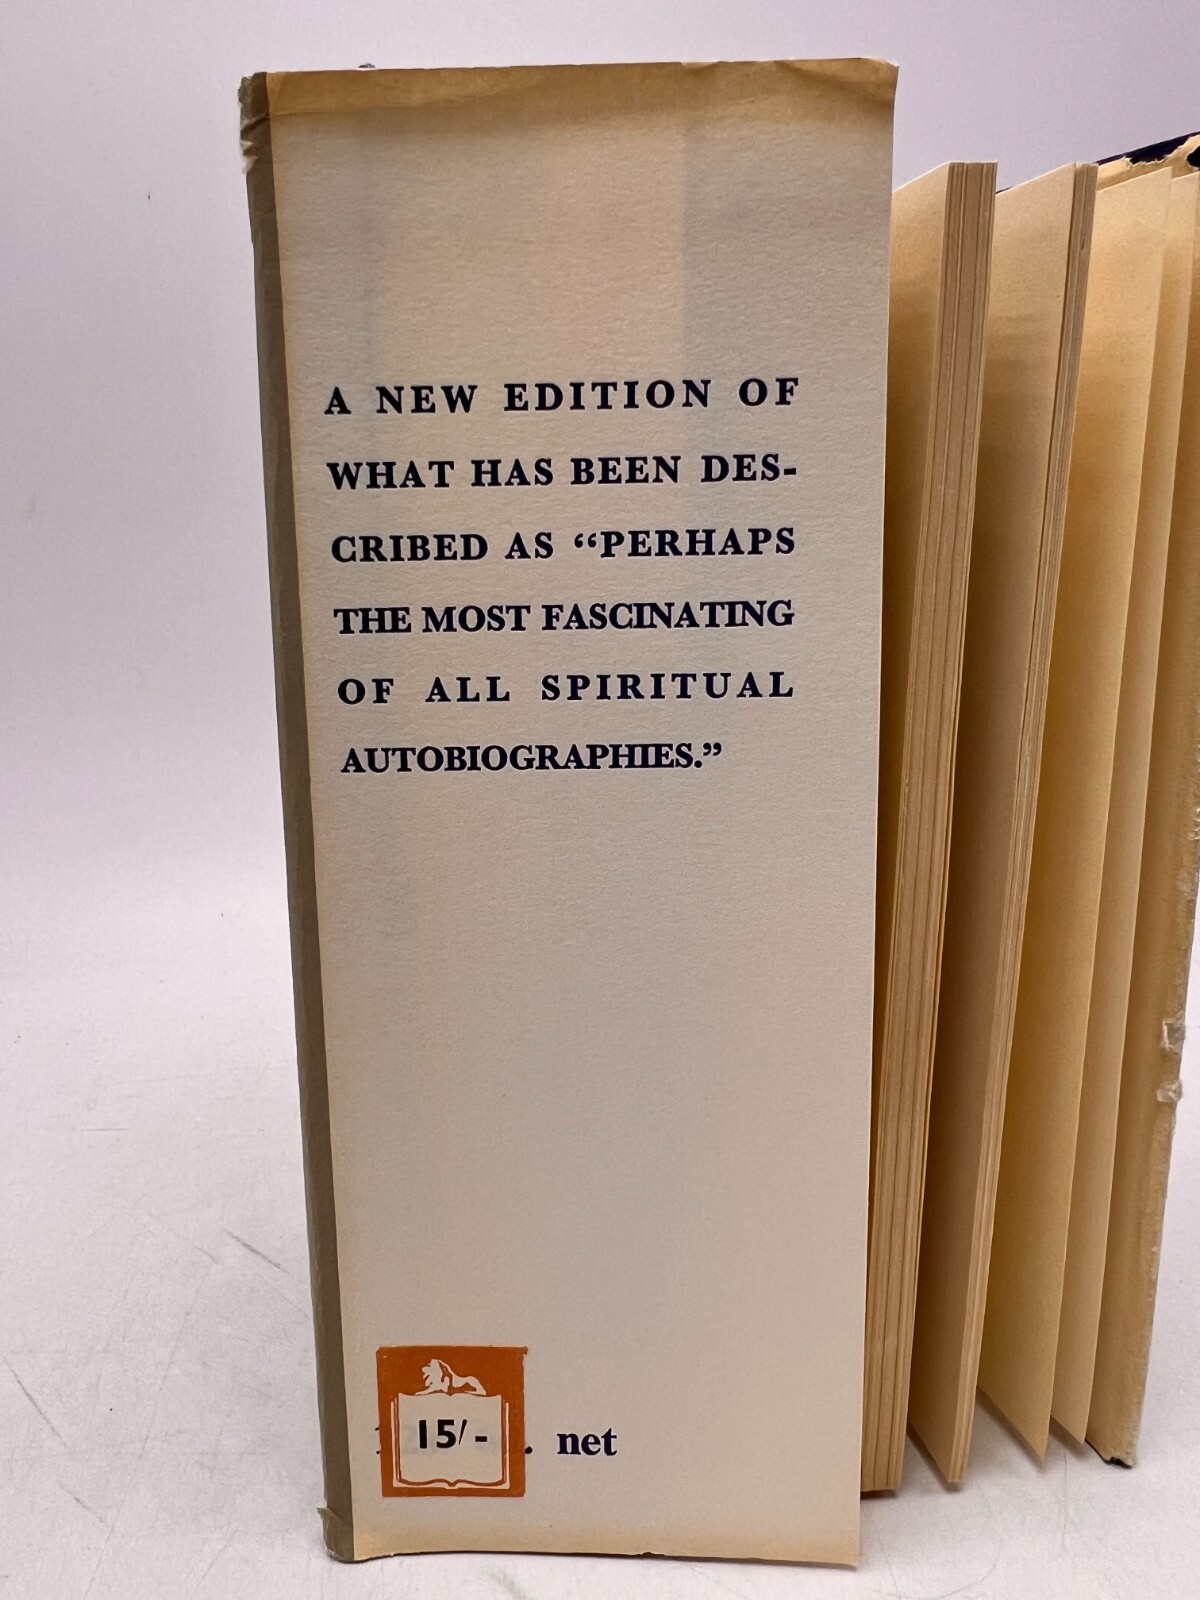 A NEW EDITION OF
WHAT HAS BEEN DES-
CRIBED AS “PERHAPS
THE MOST FASCINATING
OF ALL SPIRITUAL
AUTOBIOGRAPHIES.”
15/- . net